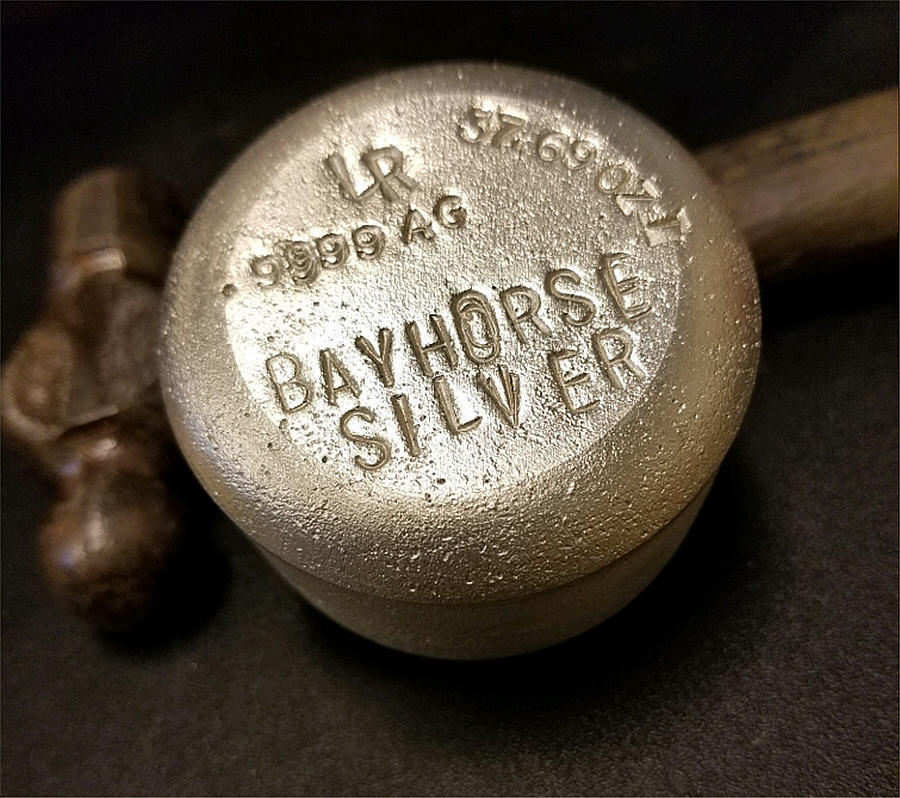 LR
37.69 OZ T
.9999 AG
BAYHORSE
SILVER